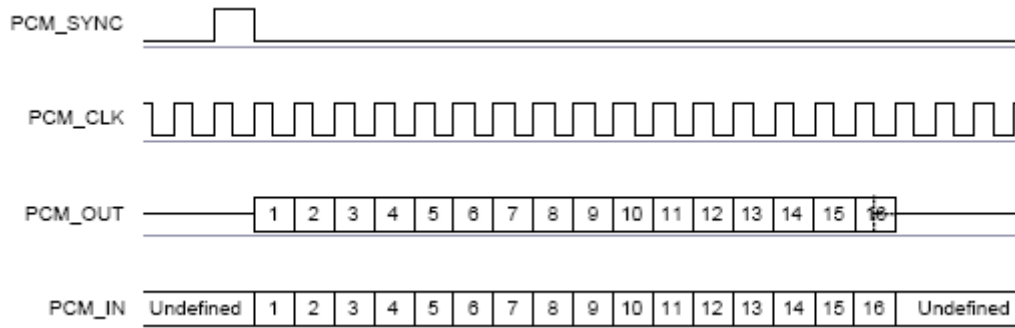 PCM_SYNC
PCM_CLK
PCM_OUT 1 2 3 4 5 6 7 8 9 10 11 12 13 14 15 16
PCM_IN Undefined 1 2 3 4 5 6 7 8 9 10 11 12 13 14 15 16 Undefined